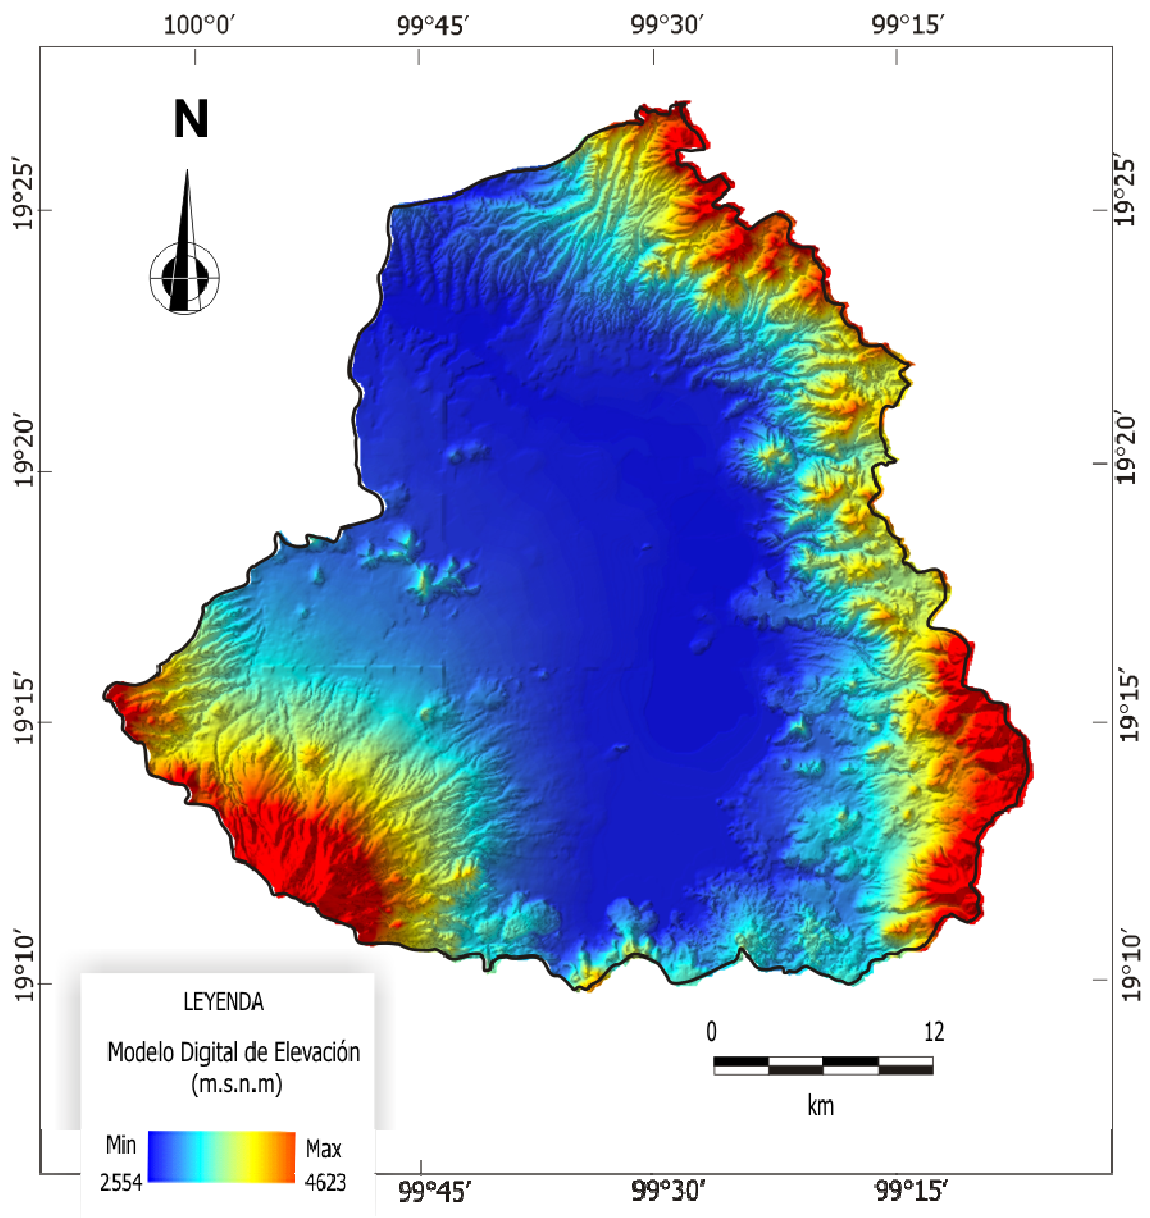 100°0′ 99°45′ 99°30′ 99°15′
N
19°25′ 19°25′
19°20′ 19°20′
19°15′ 19°15′
19°10′ 19°10′
LEYENDA
Modelo Digital de Elevación
(m.s.n.m)
Min Max
2554 4623
0 12
km
99°45′ 99°30′ 99°15′